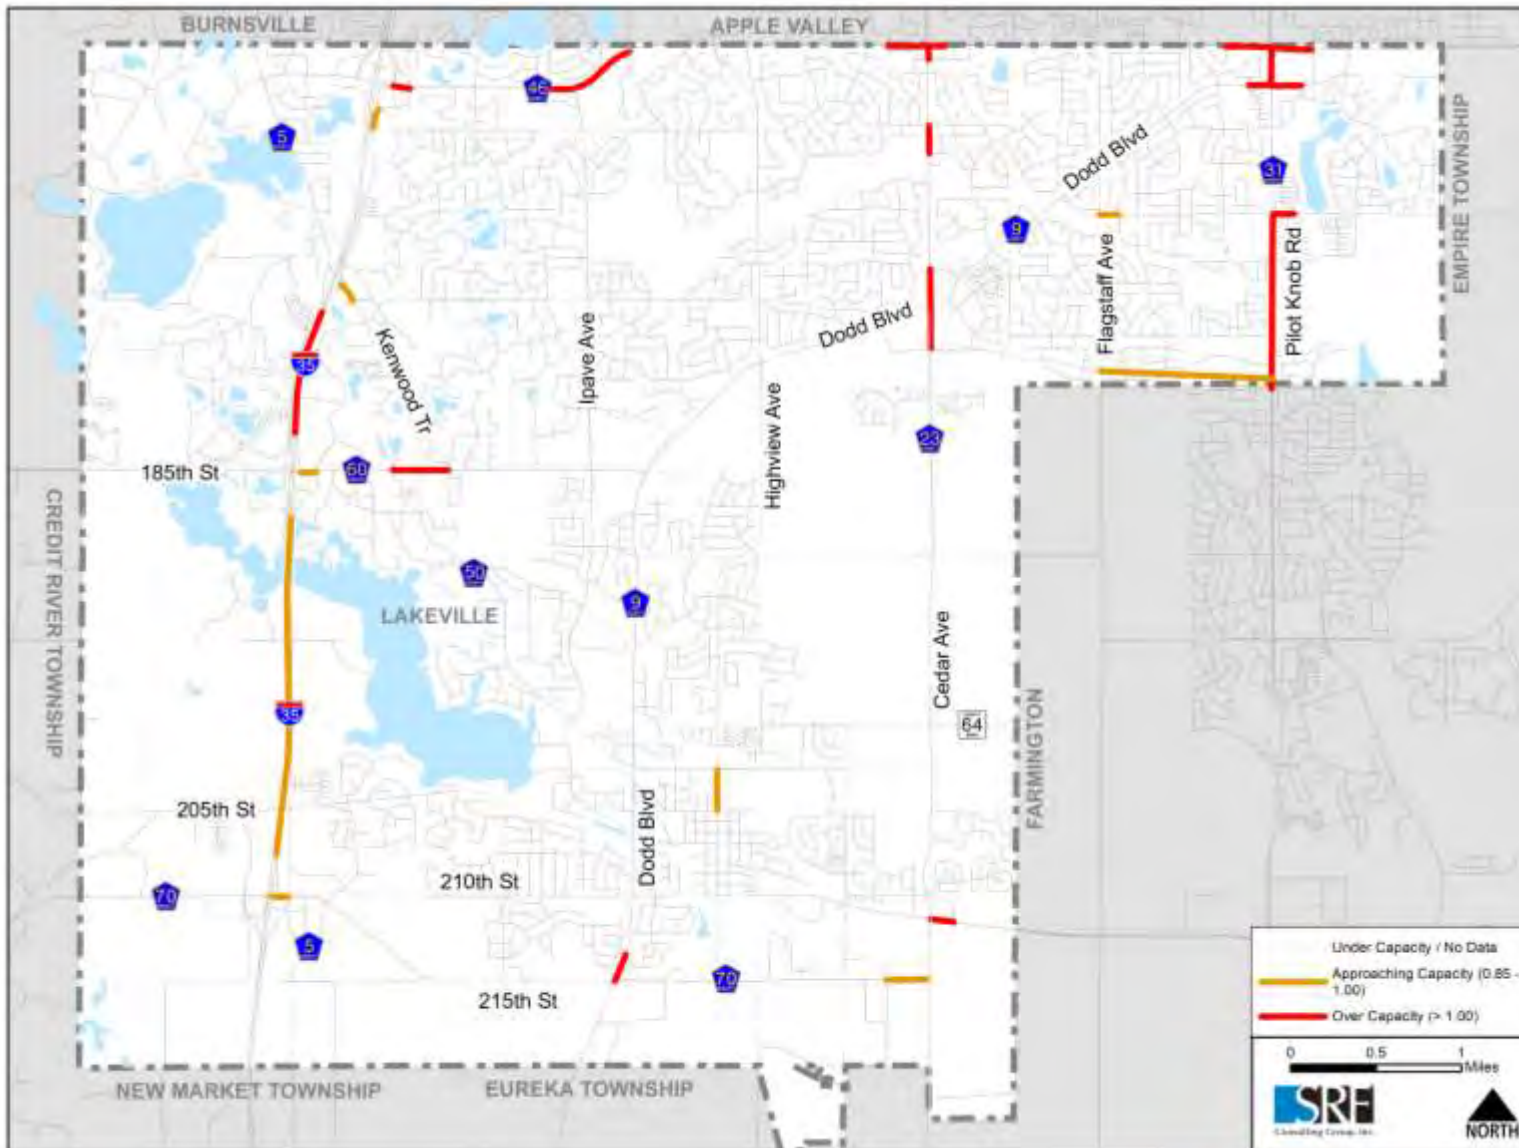 BURNSVILLE
APPLE VALLEY
46
5
EMPIRE TOWNSHIP
Dodd Blvd
31
9
Flagstaff Ave
Pilot Knob Rd
Dodd Blvd
Ipave Ave
35
Kenwood Tr
Highview Ave
23
185th St
60
CREDIT RIVER TOWNSHIP
50
9
LAKEVILLE
Cedar Ave
35
64
FARMINGTON
205th St
Dodd Blvd
210th St
70
5
70
215th St
Under Capacity / No Data
Approaching Capacity (0.85 -
1.00)
Over Capacity (> 1.00)
0 0.5 1
Miles
NEW MARKET TOWNSHIP
EUREKA TOWNSHIP
SRF
Consulting Group, Inc.
NORTH